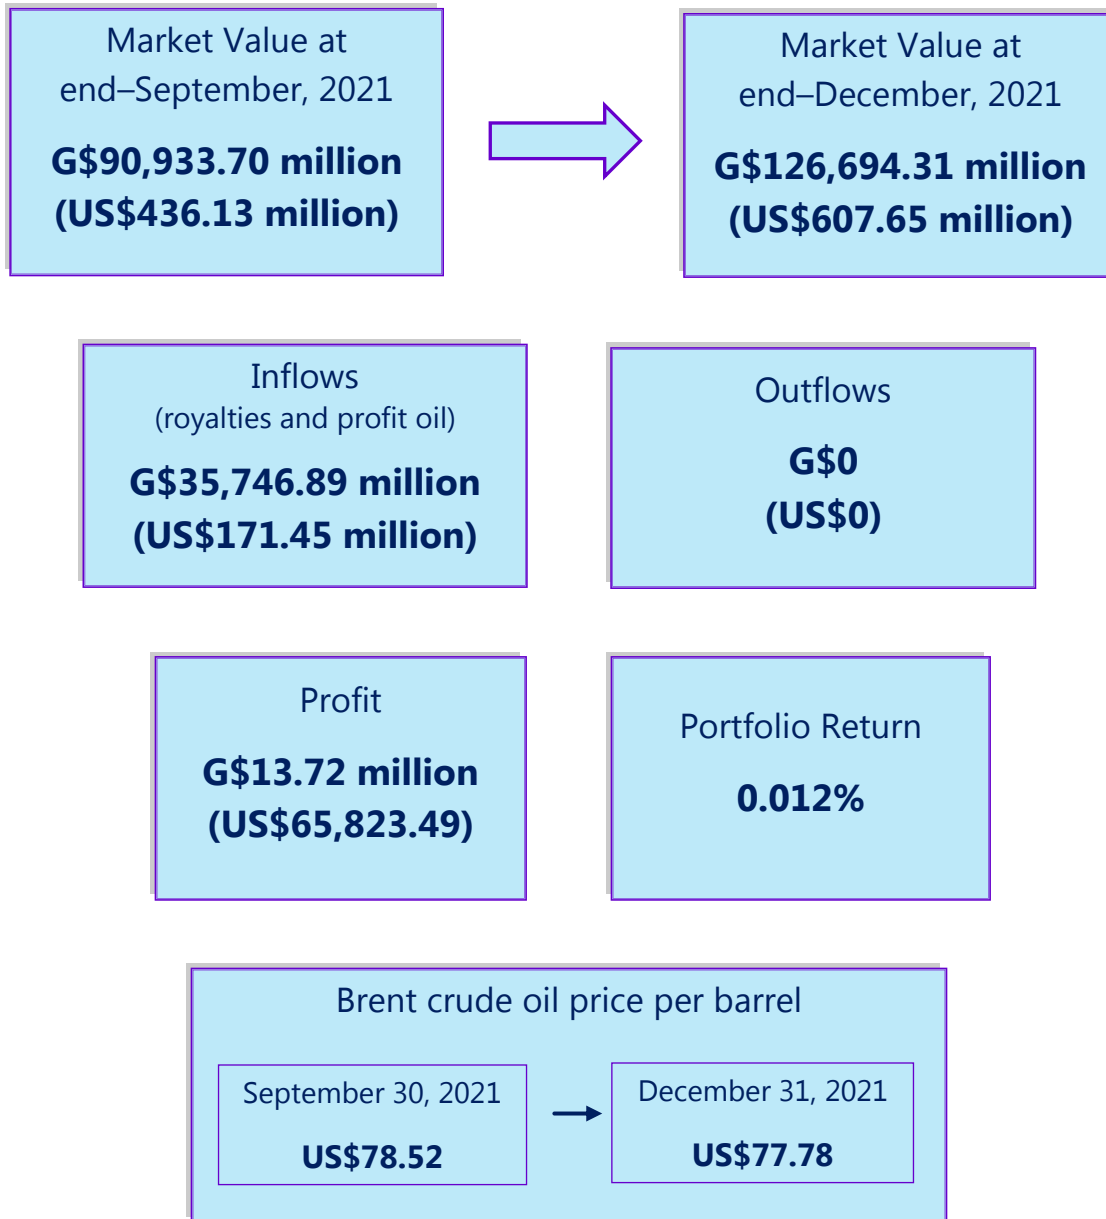 Market Value at
end–September, 2021
G$90,933.70 million
(US$436.13 million)
Market Value at
end–December, 2021
G$126,694.31 million
(US$607.65 million)
Inflows
(royalties and profit oil)
G$35,746.89 million
(US$171.45 million)
Outflows
G$0
(US$0)
Profit
G$13.72 million
(US$65,823.49)
Portfolio Return
0.012%
Brent crude oil price per barrel
September 30, 2021
US$78.52
December 31, 2021
US$77.78